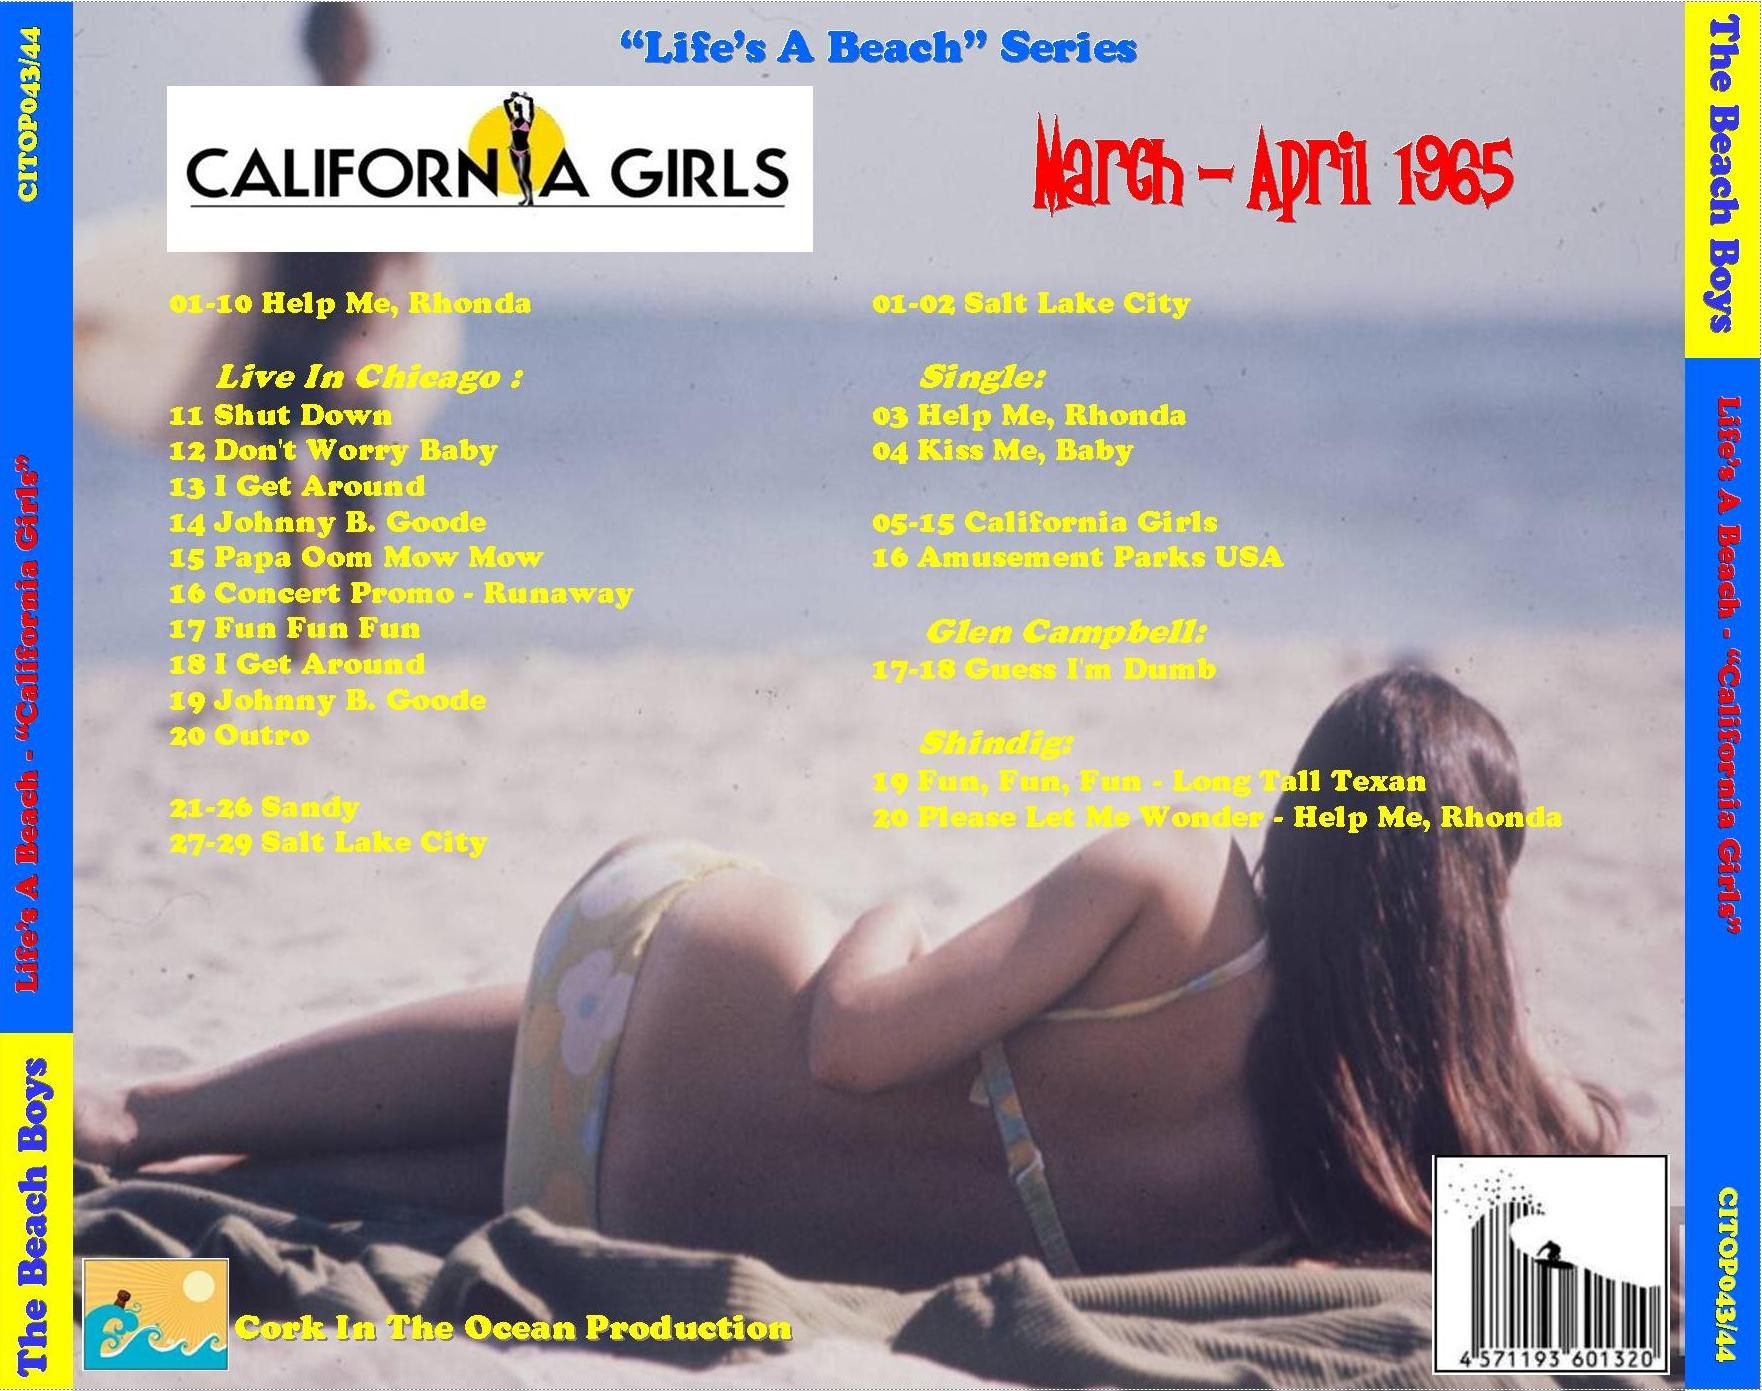 CITOP043/44
Life's A Beach - “California Girls”
The Beach Boys
“Life's A Beach” Series
CALIFORNIA GIRLS
March - April 1965
01-10 Help Me, Rhonda
Live In Chicago :
11 Shut Down
12 Don't Worry Baby
13 I Get Around
14 Johnny B. Goode
15 Papa Oom Mow Mow
16 Concert Promo - Runaway
17 Fun Fun Fun
18 I Get Around
19 Johnny B. Goode
20 Outro
21-26 Sandy
27-29 Salt Lake City
01-02 Salt Lake City
Single:
03 Help Me, Rhonda
04 Kiss Me, Baby
05-15 California Girls
16 Amusement Parks USA
Glen Campbell:
17-18 Guess I'm Dumb
Shindig:
19 Fun, Fun, Fun - Long Tall Texan
20 Please Let Me Wonder - Help Me, Rhonda
Cork In The Ocean Production
4 571193 601320
The Beach Boys
Life's A Beach - “California Girls”
CITOP043/44